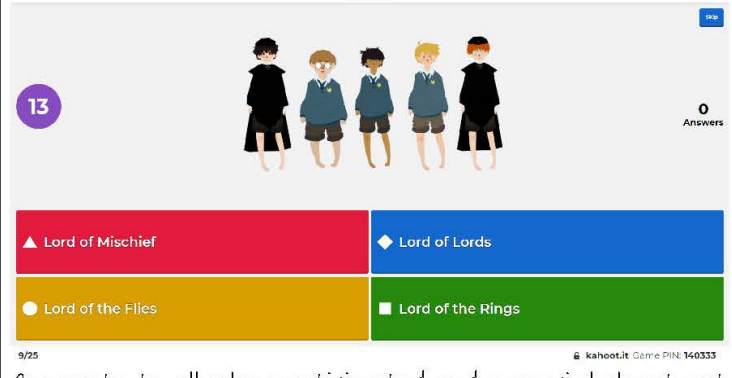 Skip
13
0
Answers
▲ Lord of Mischief
◆ Lord of Lords
● Lord of the Flies
■ Lord of the Rings
9/25
kahoot.it Game PIN: 140333